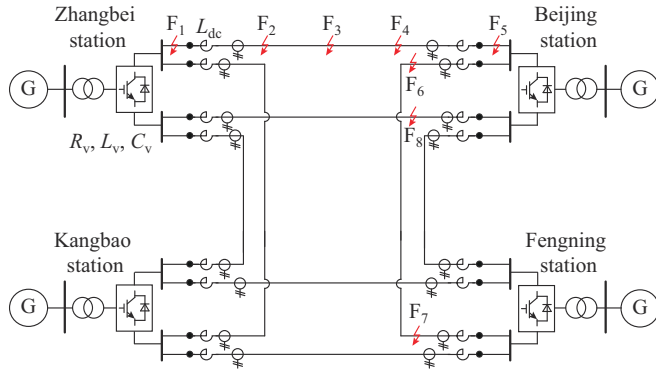 Zhangbei
station
F1
Ldc
F2
F3
F4
F5
Beijing
station
G
G
F6
Rv, Lv, Cv
F8
Kangbao
station
Fengning
station
G
G
F7